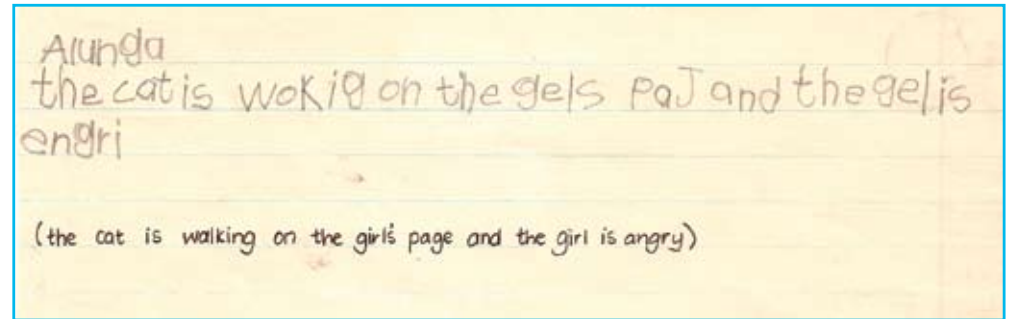 Alunga
the cat is wokig on the gels paJ and the gel is
engri
(the cat is walking on the girl's page and the girl is angry)